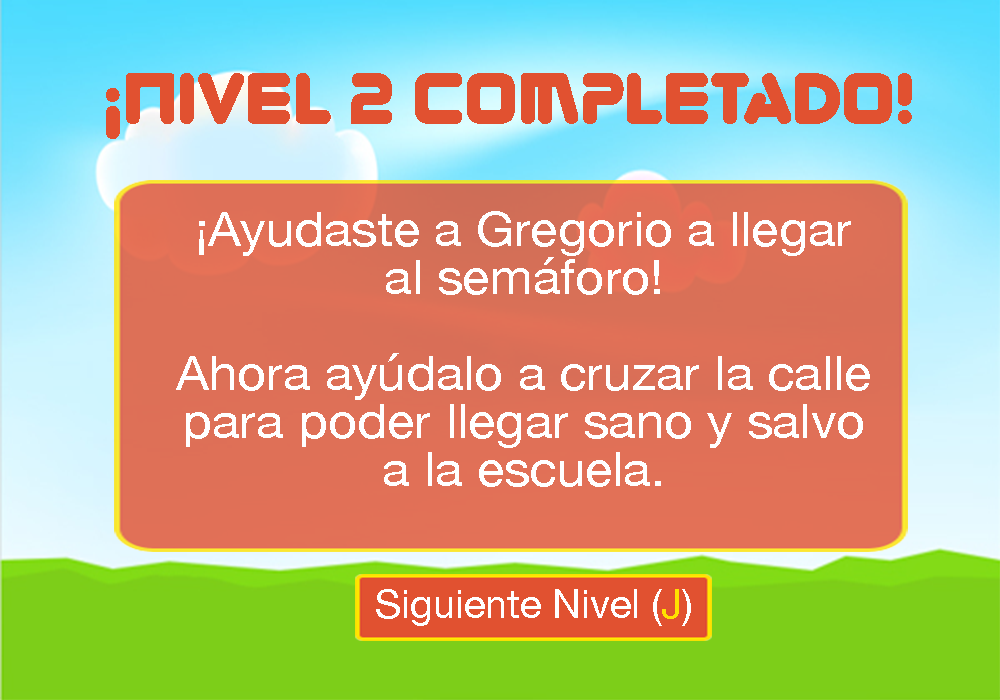 ¡NIVEL 2 COMPLETADO!
¡Ayudaste a Gregorio a llegar
al semáforo!
Ahora ayúdalo a cruzar la calle
para poder llegar sano y salvo
a la escuela.
Siguiente Nivel (J)